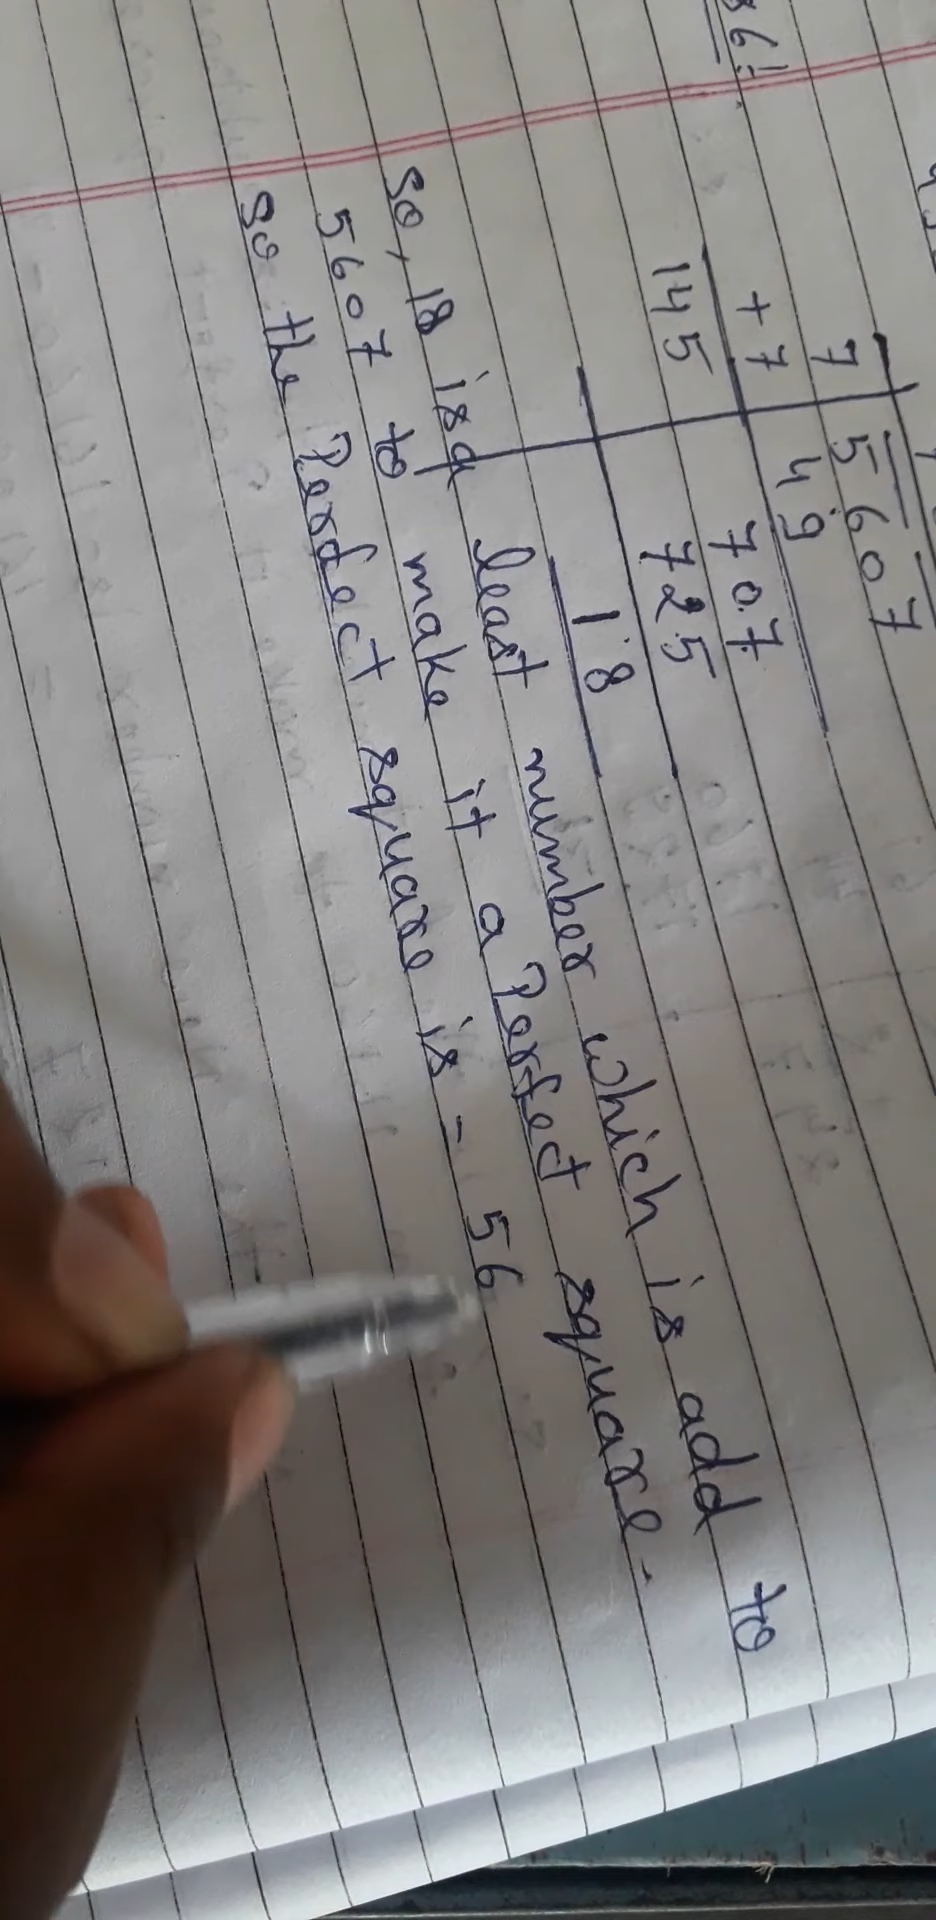 7 5607
+7 49
145 707
725
18
so, 18 is a least number which is add to
5607 to make it a Perfect square.
so the Perfect square is - 56